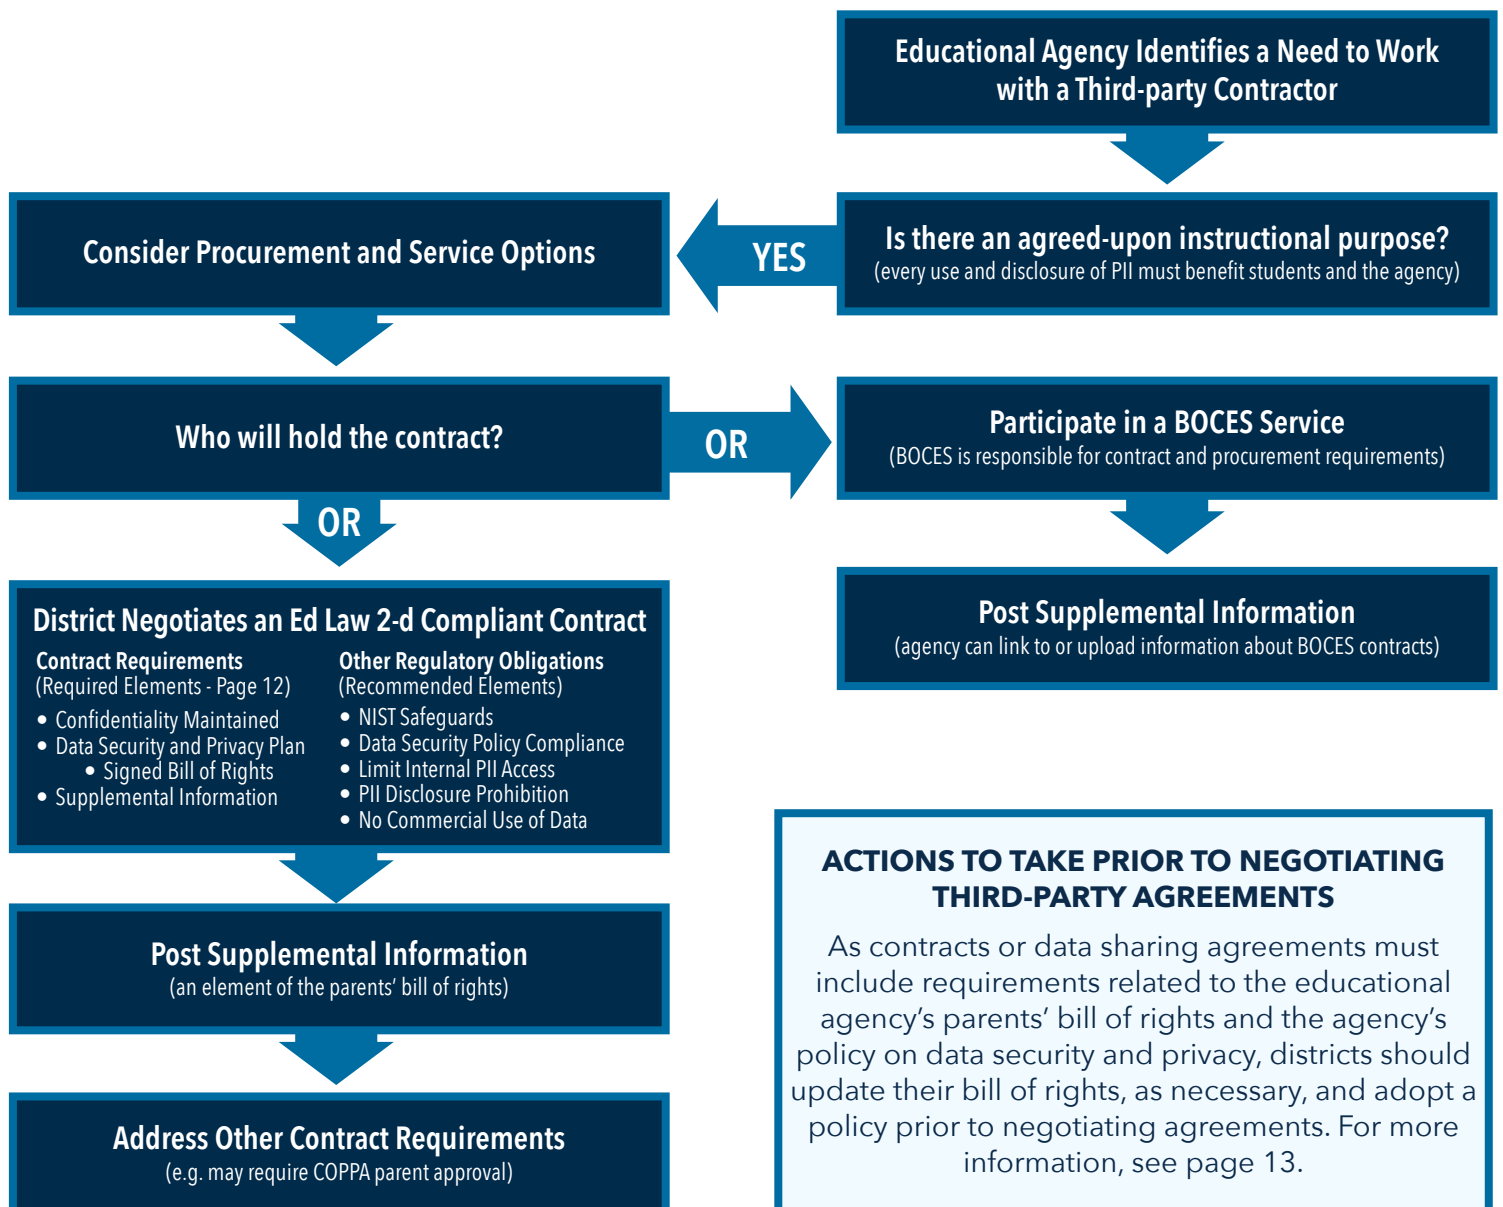 Educational Agency Identifies a Need to Work
with a Third-party Contractor
Is there an agreed-upon instructional purpose?
(every use and disclosure of PII must benefit students and the agency)
YES
Consider Procurement and Service Options
Who will hold the contract?
OR
Participate in a BOCES Service
(BOCES is responsible for contract and procurement requirements)
Post Supplemental Information
(agency can link to or upload information about BOCES contracts)
OR
District Negotiates an Ed Law 2-d Compliant Contract
Contract Requirements
(Required Elements - Page 12)
• Confidentiality Maintained
• Data Security and Privacy Plan
• Signed Bill of Rights
• Supplemental Information
Other Regulatory Obligations
(Recommended Elements)
• NIST Safeguards
• Data Security Policy Compliance
• Limit Internal PII Access
• PII Disclosure Prohibition
• No Commercial Use of Data
Post Supplemental Information
(an element of the parents' bill of rights)
Address Other Contract Requirements
(e.g. may require COPPA parent approval)
ACTIONS TO TAKE PRIOR TO NEGOTIATING
THIRD-PARTY AGREEMENTS
As contracts or data sharing agreements must
include requirements related to the educational
agency's parents' bill of rights and the agency's
policy on data security and privacy, districts should
update their bill of rights, as necessary, and adopt a
policy prior to negotiating agreements. For more
information, see page 13.